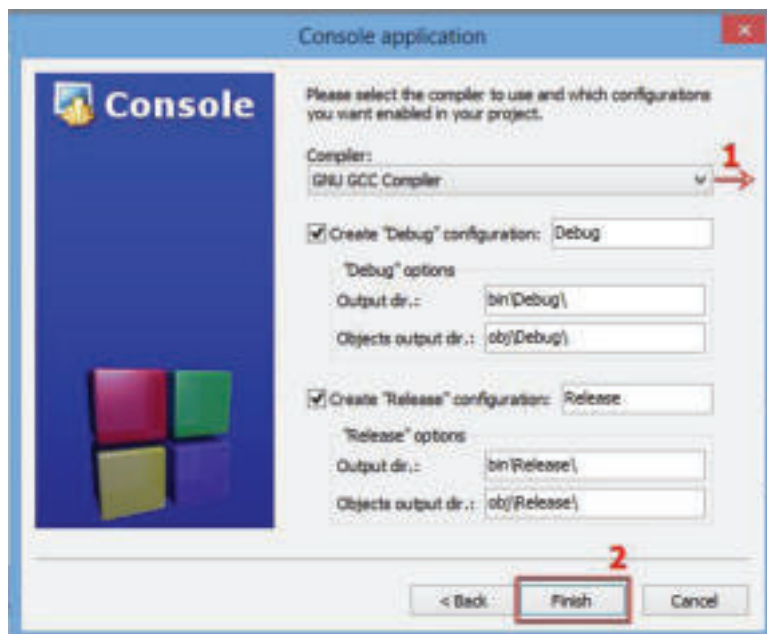 Console application
Console
Please select the compiler to use and which configurations
you want enabled in your project.
Compiler:
GNU GCC Compiler
1
Create "Debug" configuration: Debug
"Debug" options
Output dir.: bin\Debug\
Objects output dir.: obj\Debug\
Create "Release" configuration: Release
"Release" options
Output dir.: bin\Release\
Objects output dir.: obj\Release\
2
< Back Finish Cancel